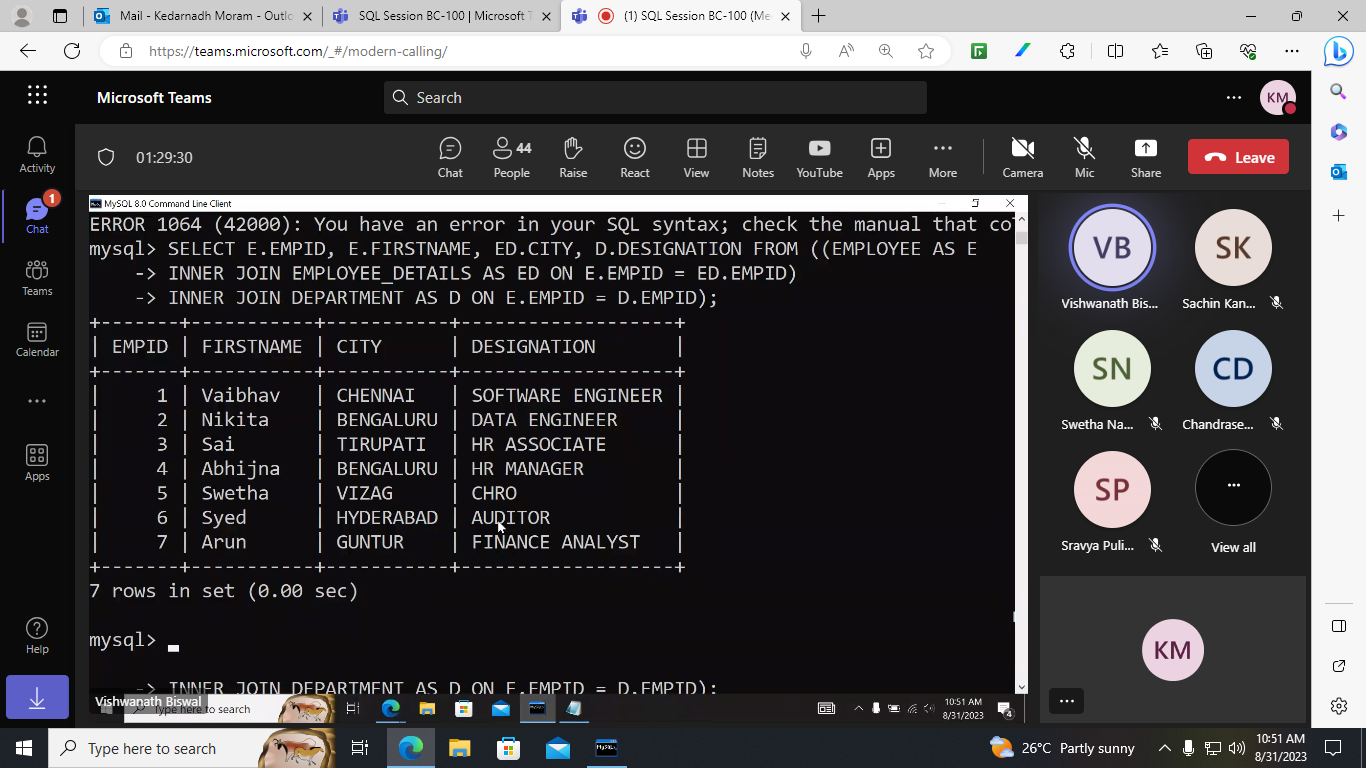 Mail - Kedarnadh Moram - Outlo
SQL Session BC-100 | Microsoft T
(1) SQL Session BC-100 (Me
https://teams.microsoft.com/_#/modern-calling/
Microsoft Teams
Search
KM
01:29:30
Chat
People
44
Raise
React
View
Notes
YouTube
Apps
More
Camera
Mic
Share
Leave
Activity
1
Chat
Teams
Calendar
Apps
Help
MySQL 8.0 Command Line Client
ERROR 1064 (42000): You have an error in your SQL syntax; check the manual that co
mysql> SELECT E.EMPID, E.FIRSTNAME, ED.CITY, D.DESIGNATION FROM ((EMPLOYEE AS E
-> INNER JOIN EMPLOYEE_DETAILS AS ED ON E.EMPID = ED.EMPID)
-> INNER JOIN DEPARTMENT AS D ON E.EMPID = D.EMPID);
+-------+-----------+-----------+-------------------+
| EMPID | FIRSTNAME | CITY | DESIGNATION |
+-------+-----------+-----------+-------------------+
| 1 | Vaibhav | CHENNAI | SOFTWARE ENGINEER |
| 2 | Nikita | BENGALURU | DATA ENGINEER |
| 3 | Sai | TIRUPATI | HR ASSOCIATE |
| 4 | Abhijna | BENGALURU | HR MANAGER |
| 5 | Swetha | VIZAG | CHRO |
| 6 | Syed | HYDERABAD | AUDITOR |
| 7 | Arun | GUNTUR | FINANCE ANALYST |
+-------+-----------+-----------+-------------------+
7 rows in set (0.00 sec)
mysql>
-> INNER JOIN DEPARTMENT AS D ON E.EMPID = D.EMPID);
Vishwanath Biswal
Type here to search
10:51 AM
8/31/2023
4
VB
Vishwanath Bis...
SK
Sachin Kan...
SN
Swetha Na...
CD
Chandrase...
SP
Sravya Puli...
View all
KM
Type here to search
MySQL
26°C Partly sunny
10:51 AM
8/31/2023